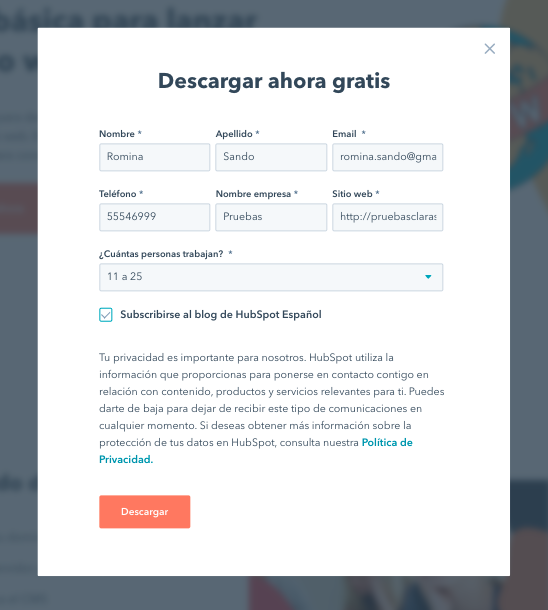 básica para lanzar
Descargar ahora gratis
Nombre * Apellido * Email *
Romina Sando romina.sando@gma
Teléfono * Nombre empresa * Sitio web *
55546999 Pruebas http://pruebasclaras
¿Cuántas personas trabajan? *
11 a 25
Subscribirse al blog de HubSpot Español
Tu privacidad es importante para nosotros. HubSpot utiliza la
información que proporcionas para ponerse en contacto contigo en
relación con contenido, productos y servicios relevantes para ti. Puedes
darte de baja para dejar de recibir este tipo de comunicaciones en
cualquier momento. Si deseas obtener más información sobre la
protección de tus datos en HubSpot, consulta nuestra Política de
Privacidad.
Descargar